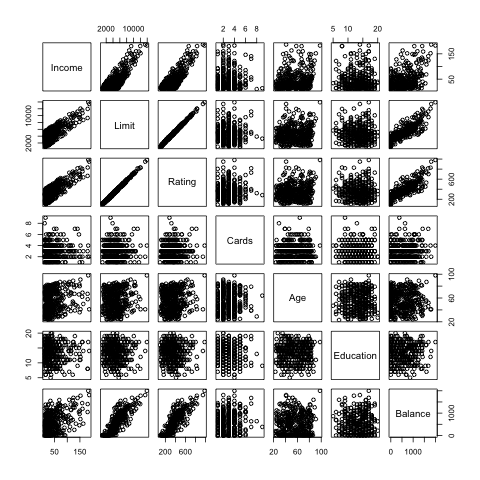 2000 10000
2 4 6 8
5 10 20
Income
50 150
2000 10000
Limit
Rating
200 600
2 4 6 8
Cards
Age
20 60 100
5 10 20
Education
Balance
0 1000
50 150
200 600
20 60 100
0 1000